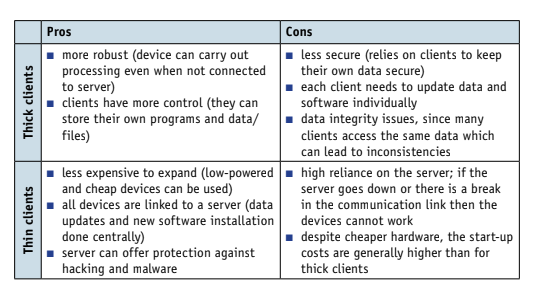 Pros
Cons
Thick clients
■ more robust (device can carry out
processing even when not connected
to server)
■ clients have more control (they can
store their own programs and data/
files)
■ less secure (relies on clients to keep
their own data secure)
■ each client needs to update data and
software individually
■ data integrity issues, since many
clients access the same data which
can lead to inconsistencies
Thin clients
■ less expensive to expand (low-powered
and cheap devices can be used)
■ all devices are linked to a server (data
updates and new software installation
done centrally)
■ server can offer protection against
hacking and malware
■ high reliance on the server; if the
server goes down or there is a break
in the communication link then the
devices cannot work
■ despite cheaper hardware, the start-up
costs are generally higher than for
thick clients